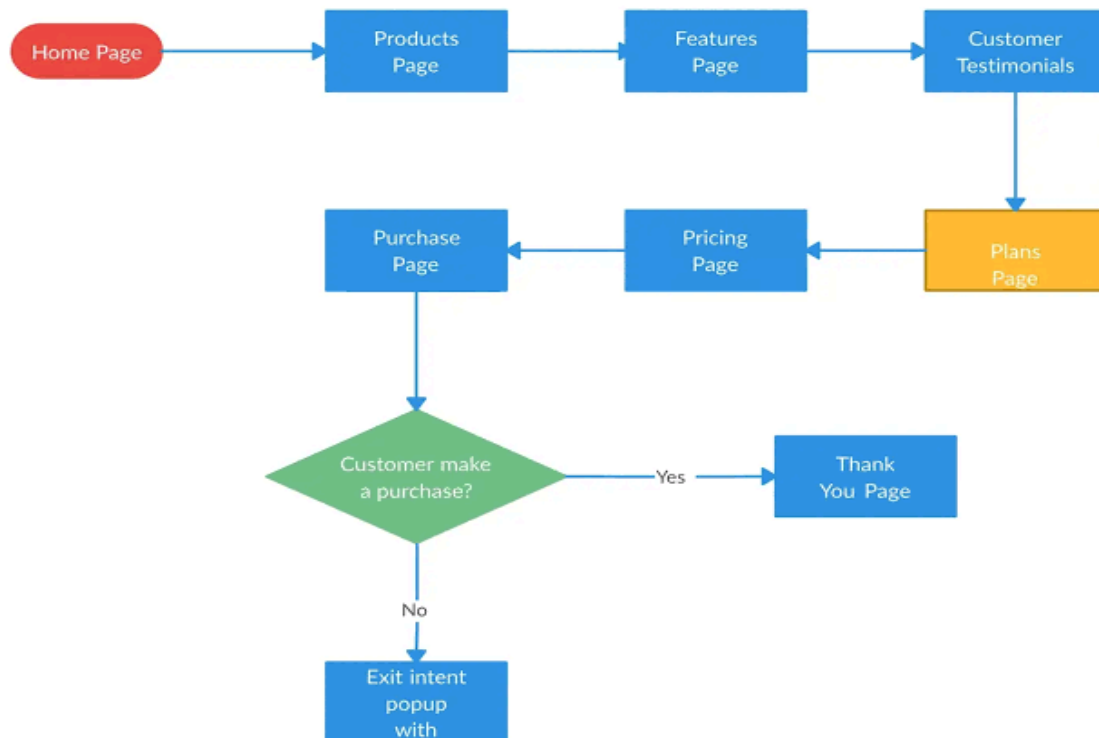 Home Page
Products
Page
Features
Page
Customer
Testimonials
Plans
Page
Pricing
Page
Purchase
Page
Customer make
a purchase?
Yes
Thank
You Page
No
Exit intent
popup
with